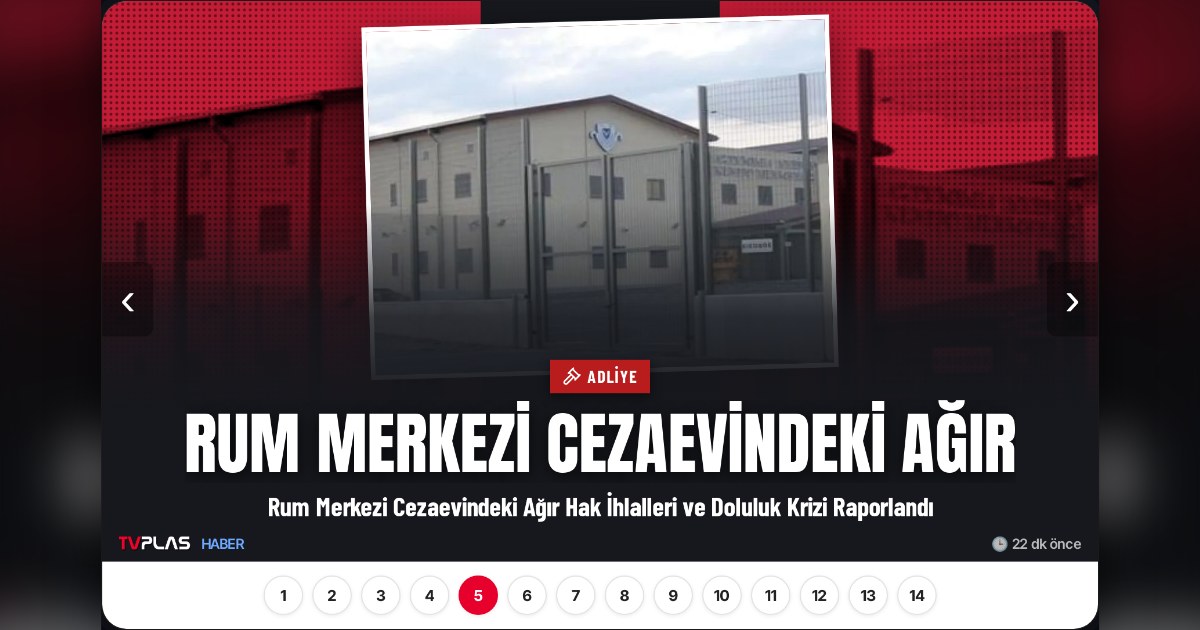 ADLİYE
RUM MERKEZİ CEZAEVİNDEKİ AĞIR
Rum Merkezi Cezaevindeki Ağır Hak İhlalleri ve Doluluk Krizi Raporlandı
TVPLAS HABER
22 dk önce
1 2 3 4 5 6 7 8 9 10 11 12 13 14